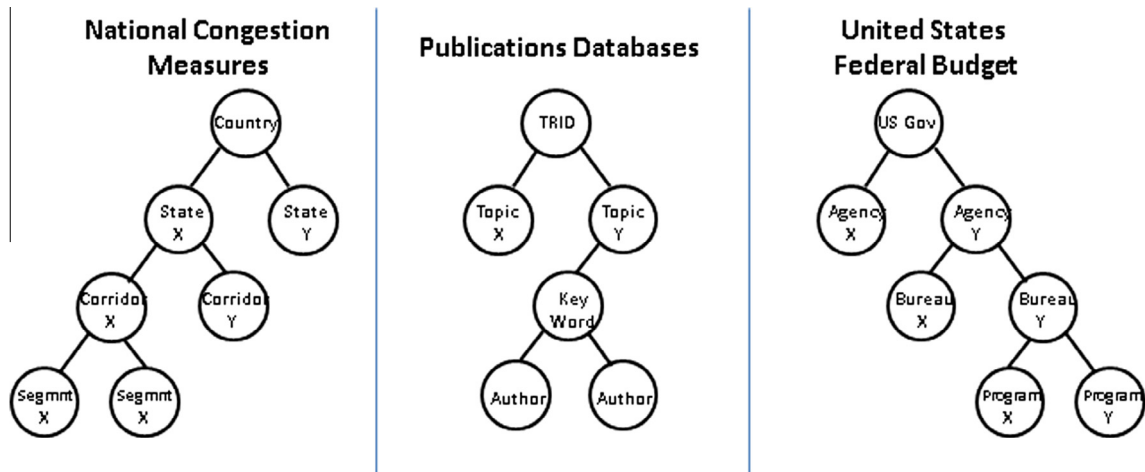 National Congestion
Measures
Country
State
X
State
Y
Corridor
X
Corridor
Y
Segmnt
X
Segmnt
X
Publications Databases
TRID
Topic
X
Topic
Y
Key
Word
Author
Author
United States
Federal Budget
US Gov
Agency
X
Agency
Y
Bureau
X
Bureau
Y
Program
X
Program
Y